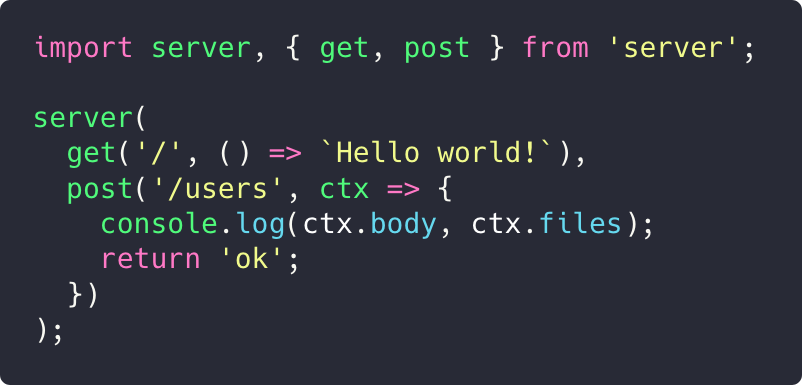 import server, { get, post } from 'server';
server(
  get('/', () => `Hello world!`),
  post('/users', ctx => {
    console.log(ctx.body, ctx.files);
    return 'ok';
  })
);